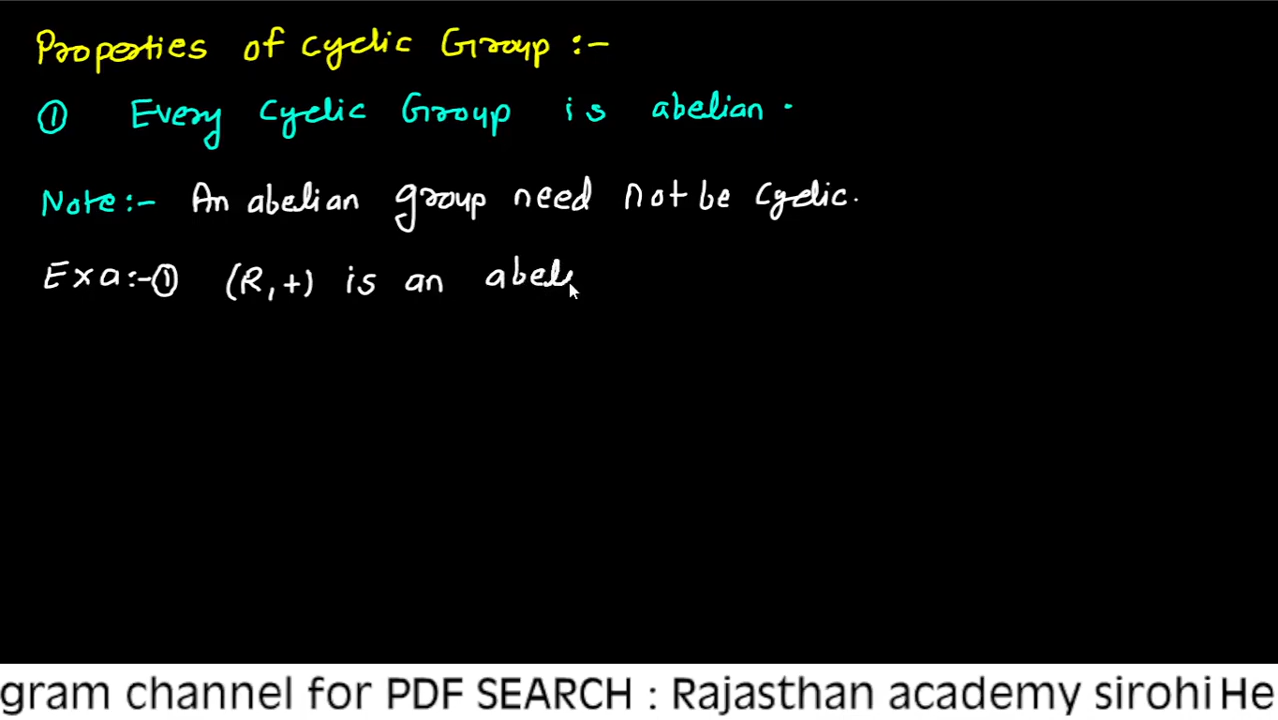 Properties of cyclic Group :-
① Every Cyclic Group is abelian .
Note :- An abelian group need not be cyclic.
Exa :- ① (R, +) is an abeli
gram channel for PDF SEARCH : Rajasthan academy sirohi He